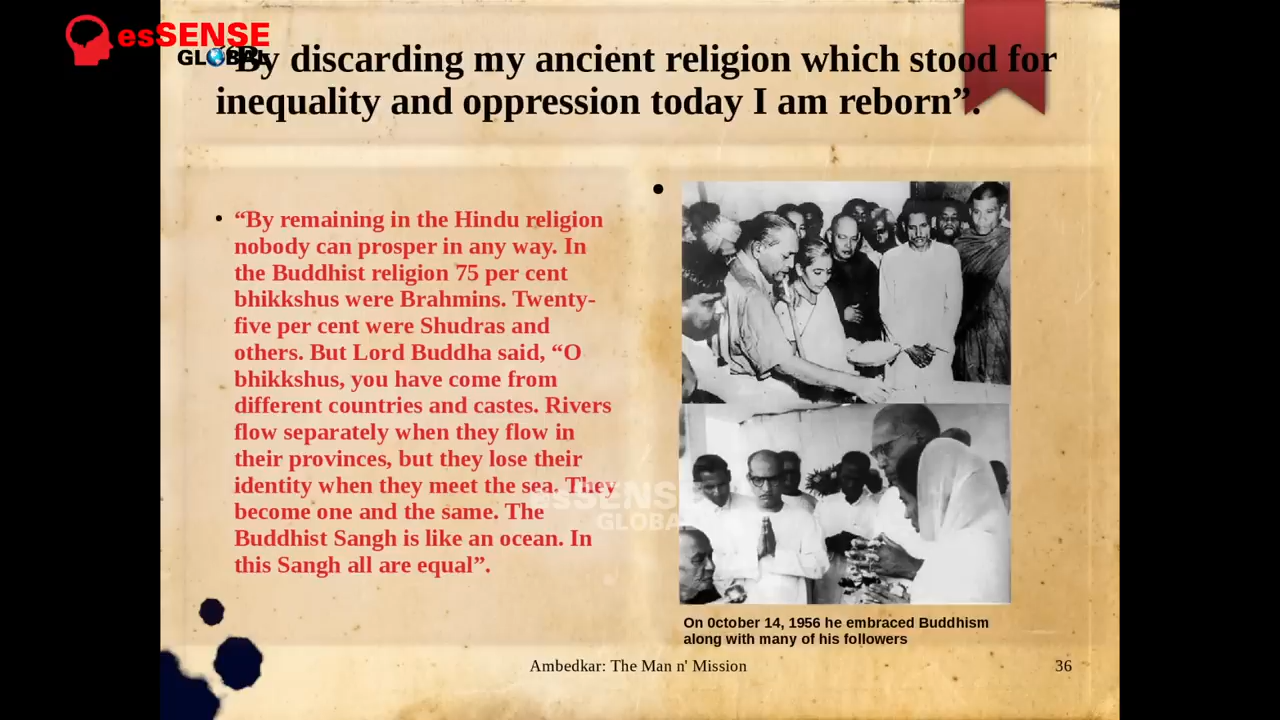 esSENSE
GLOBAL
“By discarding my ancient religion which stood for
inequality and oppression today I am reborn”.
• “By remaining in the Hindu religion
nobody can prosper in any way. In
the Buddhist religion 75 per cent
bhikkshus were Brahmins. Twenty-
five per cent were Shudras and
others. But Lord Buddha said, “O
bhikkshus, you have come from
different countries and castes. Rivers
flow separately when they flow in
their provinces, but they lose their
identity when they meet the sea. They
become one and the same. The
Buddhist Sangh is like an ocean. In
this Sangh all are equal”.
•
esSENSE
GLOBAL
On 0ctober 14, 1956 he embraced Buddhism
along with many of his followers
Ambedkar: The Man n' Mission
36